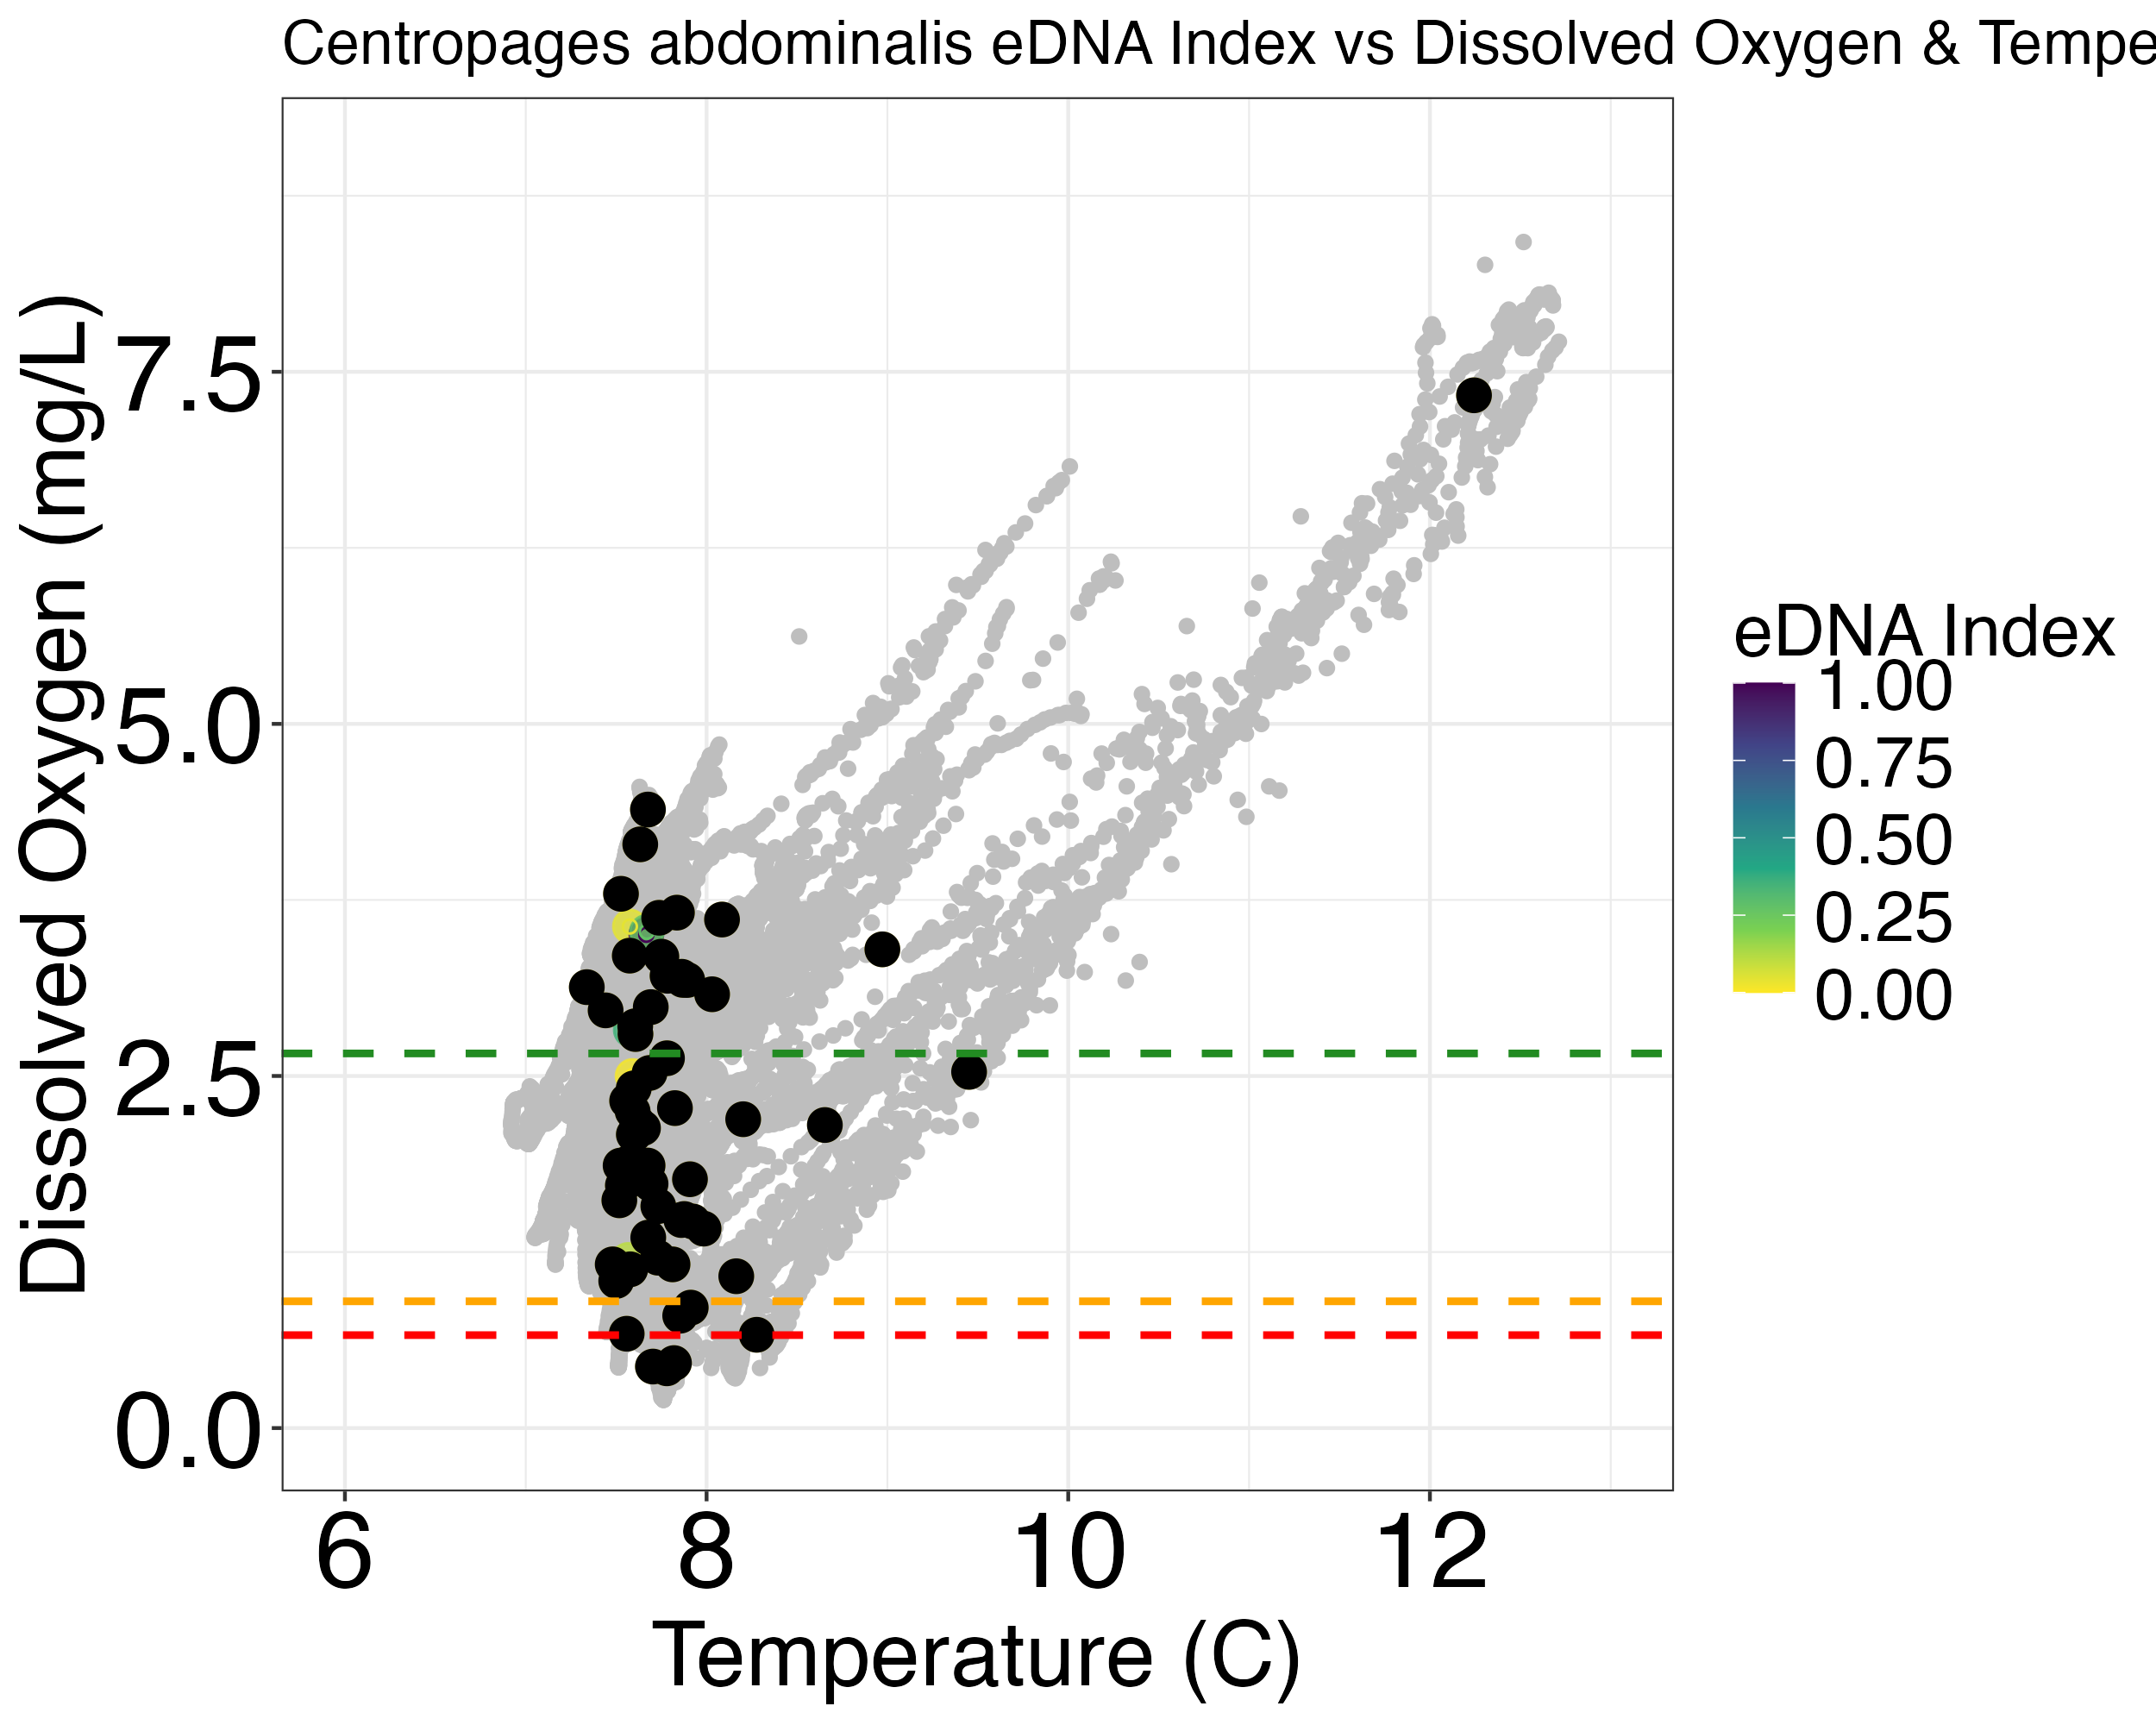 Centropages abdominalis eDNA Index vs Dissolved Oxygen & Tempe
Dissolved Oxygen (mg/L)
7.5
5.0
2.5
0.0
6 8 10 12
Temperature (C)
eDNA Index
1.00
0.75
0.50
0.25
0.00